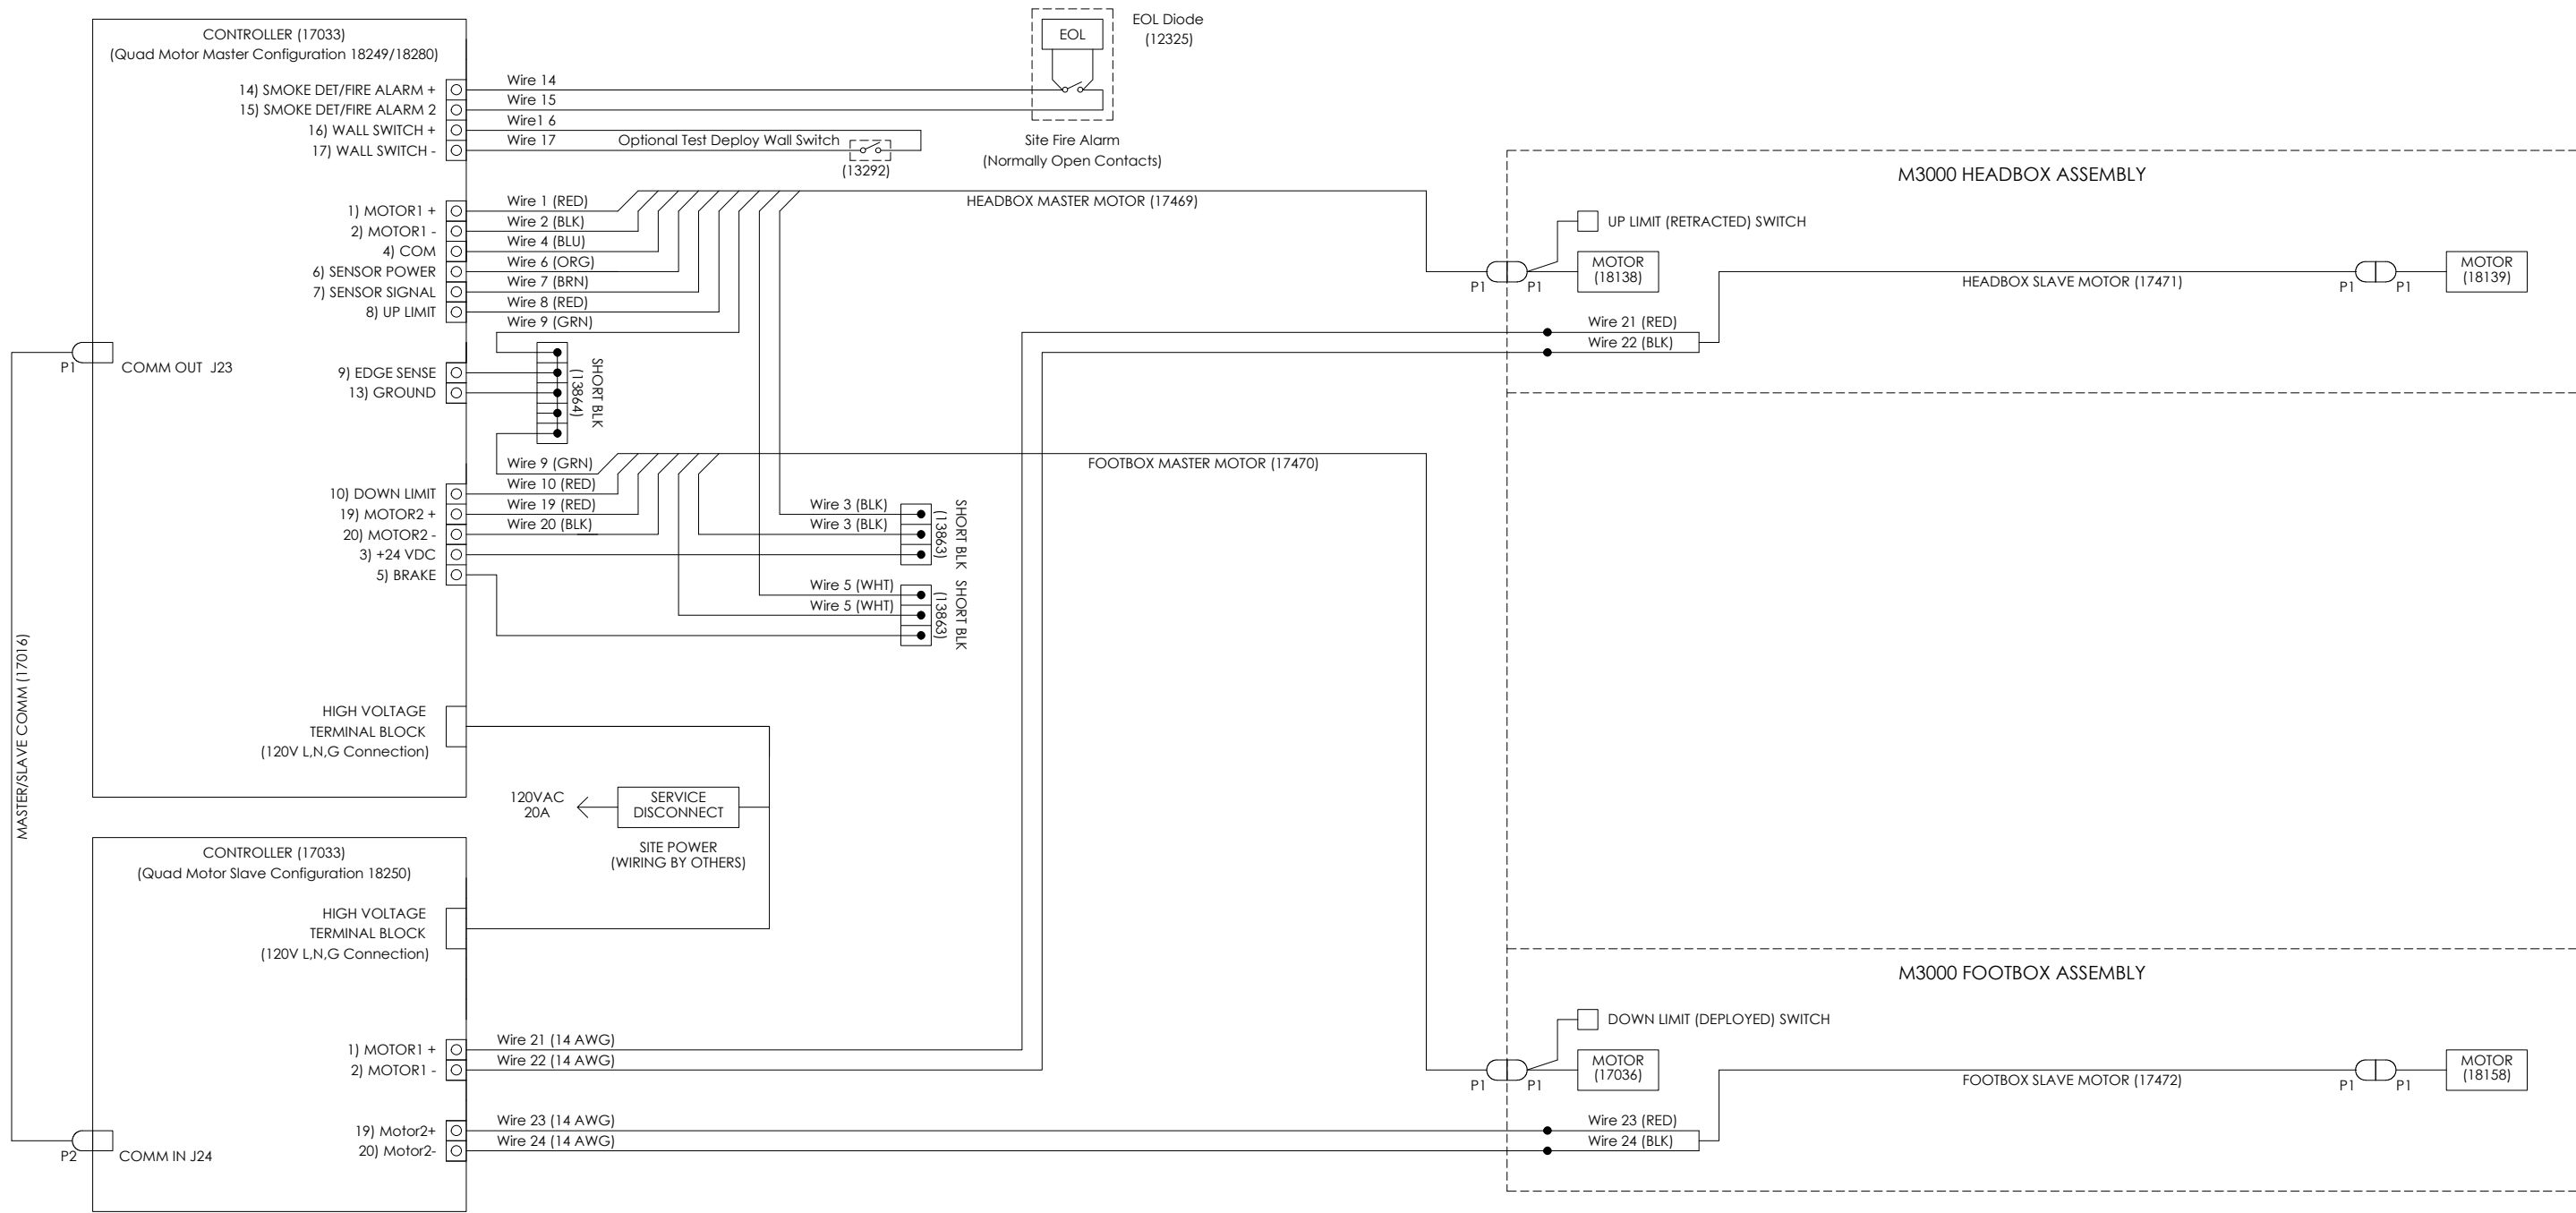 CONTROLLER (17033)
(Quad Motor Master Configuration 18249/18280)
14) SMOKE DET/FIRE ALARM +
15) SMOKE DET/FIRE ALARM 2
16) WALL SWITCH +
17) WALL SWITCH -
1) MOTOR1 +
2) MOTOR1 -
4) COM
6) SENSOR POWER
7) SENSOR SIGNAL
8) UP LIMIT
9) EDGE SENSE
13) GROUND
10) DOWN LIMIT
19) MOTOR2 +
20) MOTOR2 -
3) +24 VDC
5) BRAKE
HIGH VOLTAGE
TERMINAL BLOCK
(120V L,N,G Connection)
P1
COMM OUT J23
MASTER/SLAVE COMM (17016)
Wire 14
Wire 15
Wire1 6
Wire 17
Optional Test Deploy Wall Switch
(13292)
EOL
EOL Diode
(12325)
Site Fire Alarm
(Normally Open Contacts)
Wire 1 (RED)
Wire 2 (BLK)
Wire 4 (BLU)
Wire 6 (ORG)
Wire 7 (BRN)
Wire 8 (RED)
Wire 9 (GRN)
HEADBOX MASTER MOTOR (17469)
SHORT BLK
(13864)
Wire 9 (GRN)
Wire 10 (RED)
Wire 19 (RED)
Wire 20 (BLK)
FOOTBOX MASTER MOTOR (17470)
Wire 3 (BLK)
Wire 3 (BLK)
SHORT BLK
(13863)
Wire 5 (WHT)
Wire 5 (WHT)
SHORT BLK
(13863)
120VAC
20A
SERVICE
DISCONNECT
SITE POWER
(WIRING BY OTHERS)
CONTROLLER (17033)
(Quad Motor Slave Configuration 18250)
HIGH VOLTAGE
TERMINAL BLOCK
(120V L,N,G Connection)
1) MOTOR1 +
2) MOTOR1 -
19) Motor2+
20) Motor2-
P2
COMM IN J24
Wire 21 (14 AWG)
Wire 22 (14 AWG)
Wire 23 (14 AWG)
Wire 24 (14 AWG)
M3000 HEADBOX ASSEMBLY
UP LIMIT (RETRACTED) SWITCH
MOTOR
(18138)
P1
P1
HEADBOX SLAVE MOTOR (17471)
P1
P1
MOTOR
(18139)
Wire 21 (RED)
Wire 22 (BLK)
M3000 FOOTBOX ASSEMBLY
DOWN LIMIT (DEPLOYED) SWITCH
MOTOR
(17036)
P1
P1
FOOTBOX SLAVE MOTOR (17472)
P1
P1
MOTOR
(18158)
Wire 23 (RED)
Wire 24 (BLK)